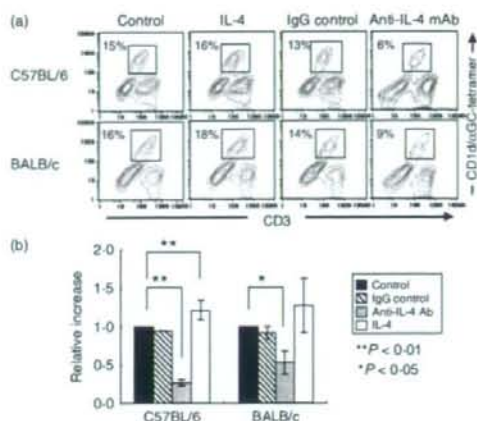 (a)
Control IL-4 IgG control Anti-IL-4 mAb
C57BL/6
15% 16% 13% 6%
BALB/c
16% 18% 14% 9%
CD3
CD1d/αGC-tetramer
(b)
Relative increase
2·0
1·5
1·0
0·5
0·0
** ** *
C57BL/6 BALB/c
Control
IgG control
Anti-IL-4 Ab
IL-4
**P < 0·01
*P < 0·05